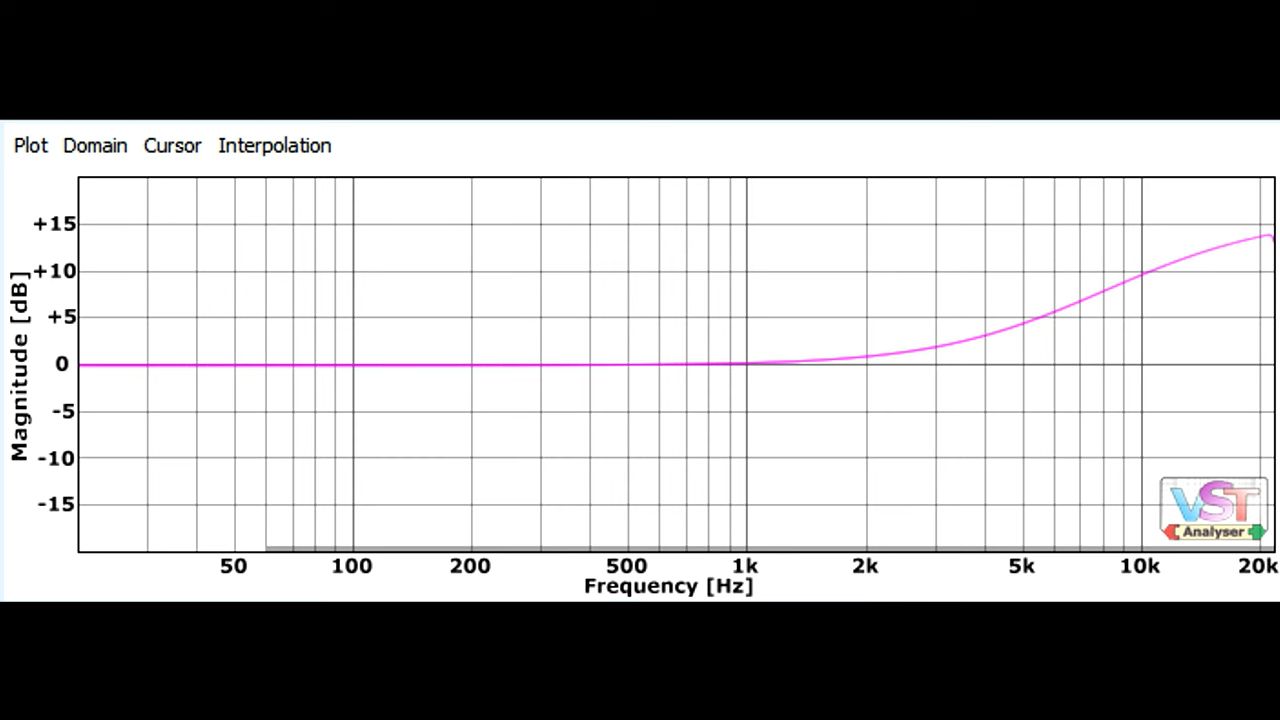 Plot Domain Cursor Interpolation
+15
+10
+5
0
-5
-10
-15
Magnitude [dB]
50 100 200 500 1k 2k 5k 10k 20k
Frequency [Hz]
VST
Analyser